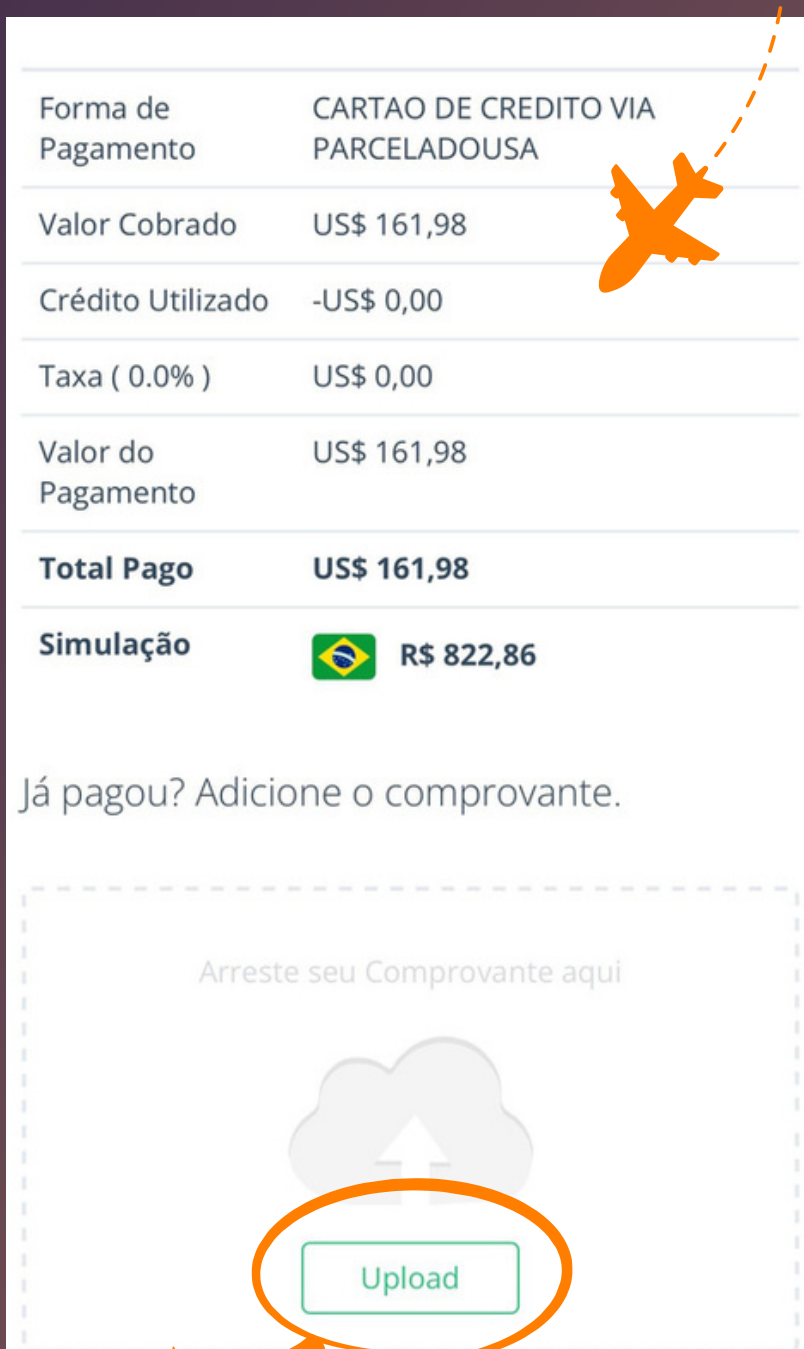 Forma de
Pagamento
CARTAO DE CREDITO VIA
PARCELADOUSA
Valor Cobrado
US$ 161,98
Crédito Utilizado
-US$ 0,00
Taxa ( 0.0% )
US$ 0,00
Valor do
Pagamento
US$ 161,98
Total Pago
US$ 161,98
Simulação
R$ 822,86
Já pagou? Adicione o comprovante.
Arreste seu Comprovante aqui
Upload